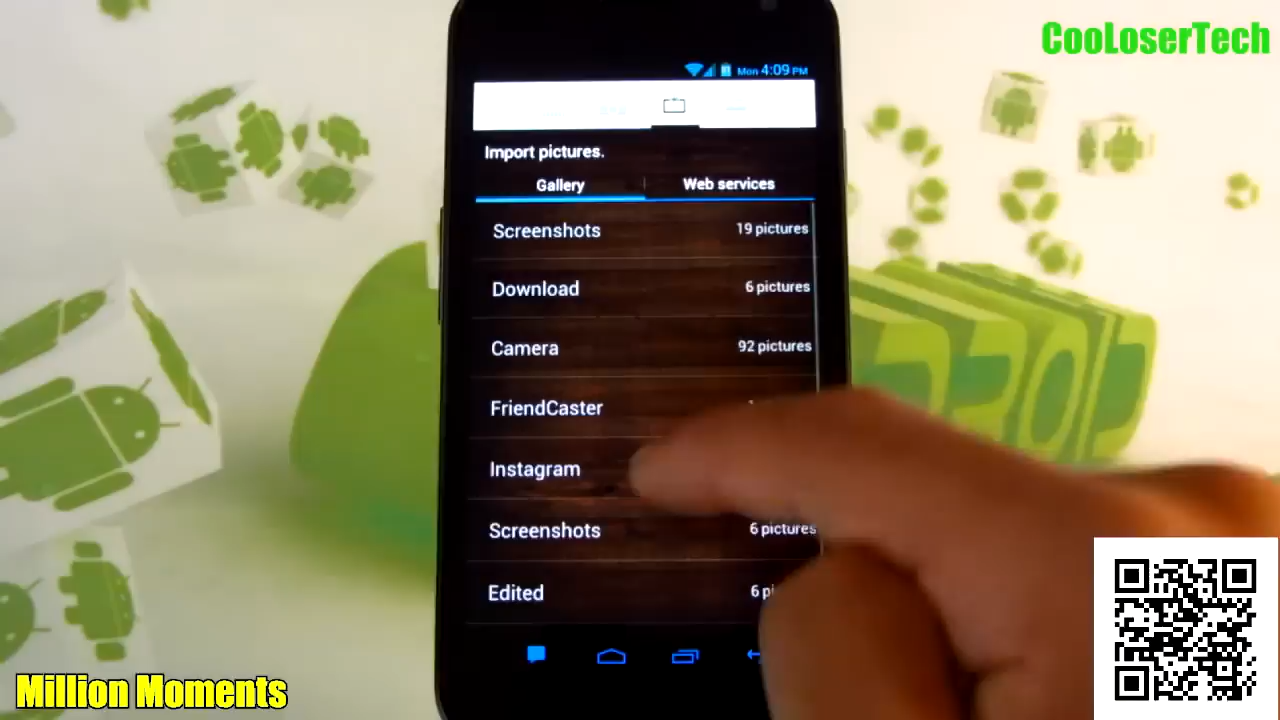 CooLoserTech
Mon 4:09 PM
Import pictures.
Gallery
Web services
Screenshots
19 pictures
Download
6 pictures
Camera
92 pictures
FriendCaster
Instagram
Screenshots
6 pictures
Edited
6
Million Moments